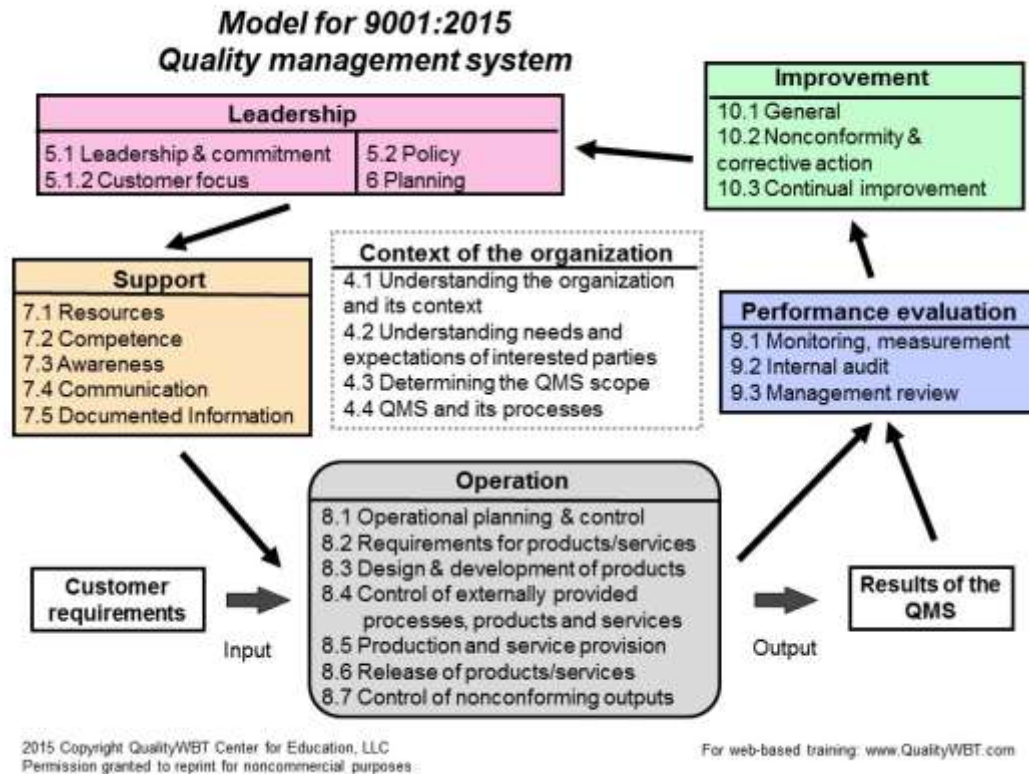 Model for 9001:2015
Quality management system
Leadership
5.1 Leadership & commitment
5.1.2 Customer focus
5.2 Policy
6 Planning
Improvement
10.1 General
10.2 Nonconformity &
corrective action
10.3 Continual improvement
Support
7.1 Resources
7.2 Competence
7.3 Awareness
7.4 Communication
7.5 Documented Information
Context of the organization
4.1 Understanding the organization
and its context
4.2 Understanding needs and
expectations of interested parties
4.3 Determining the QMS scope
4.4 QMS and its processes
Performance evaluation
9.1 Monitoring, measurement
9.2 Internal audit
9.3 Management review
Customer
requirements
Input
Operation
8.1 Operational planning & control
8.2 Requirements for products/services
8.3 Design & development of products
8.4 Control of externally provided
processes, products and services
8.5 Production and service provision
8.6 Release of products/services
8.7 Control of nonconforming outputs
Output
Results of the
QMS
2015 Copyright QualityWBT Center for Education, LLC
Permission granted to reprint for noncommercial purposes
For web-based training: www.QualityWBT.com